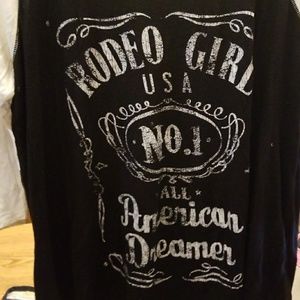 RODEO GIRL
USA
NO.1
ALL
American
Dreamer